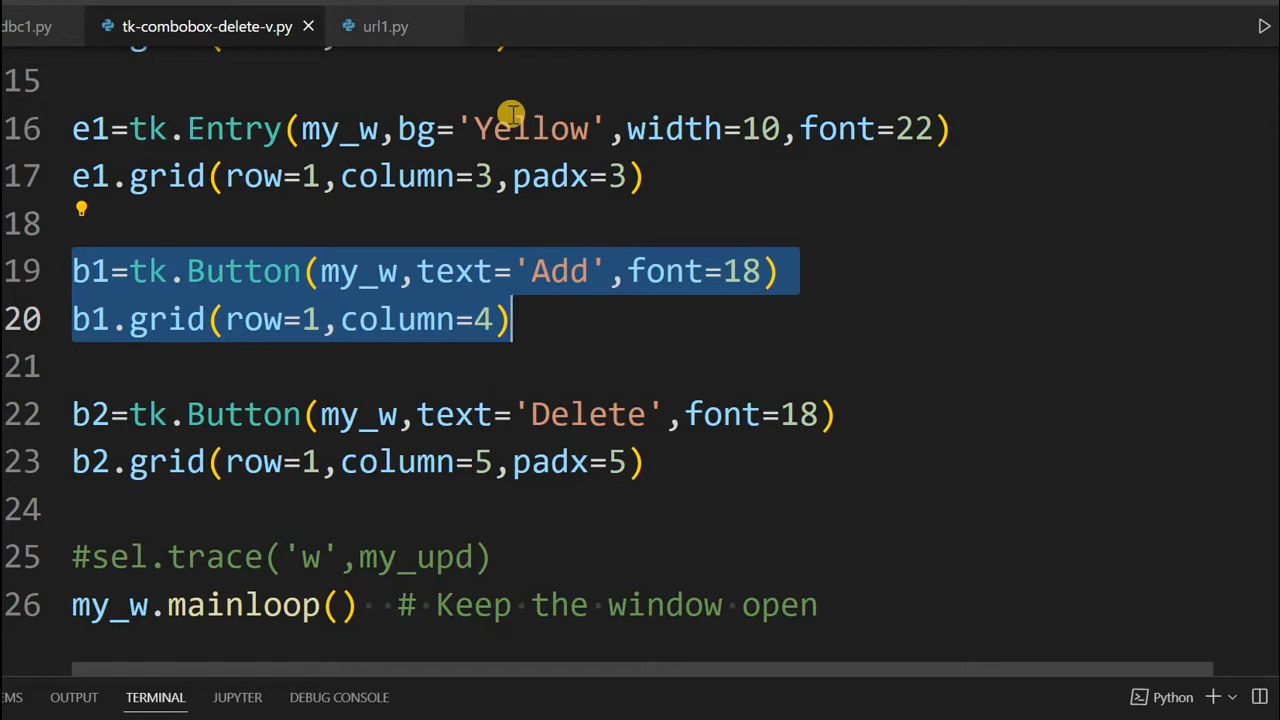 dbc1.py tk-combobox-delete-v.py url1.py
15
16 e1=tk.Entry(my_w,bg='Yellow',width=10,font=22)
17 e1.grid(row=1,column=3,padx=3)
18
19 b1=tk.Button(my_w,text='Add',font=18)
20 b1.grid(row=1,column=4)
21
22 b2=tk.Button(my_w,text='Delete',font=18)
23 b2.grid(row=1,column=5,padx=5)
24
25 #sel.trace('w',my_upd)
26 my_w.mainloop()  # Keep the window open
EMS OUTPUT TERMINAL JUPYTER DEBUG CONSOLE Python